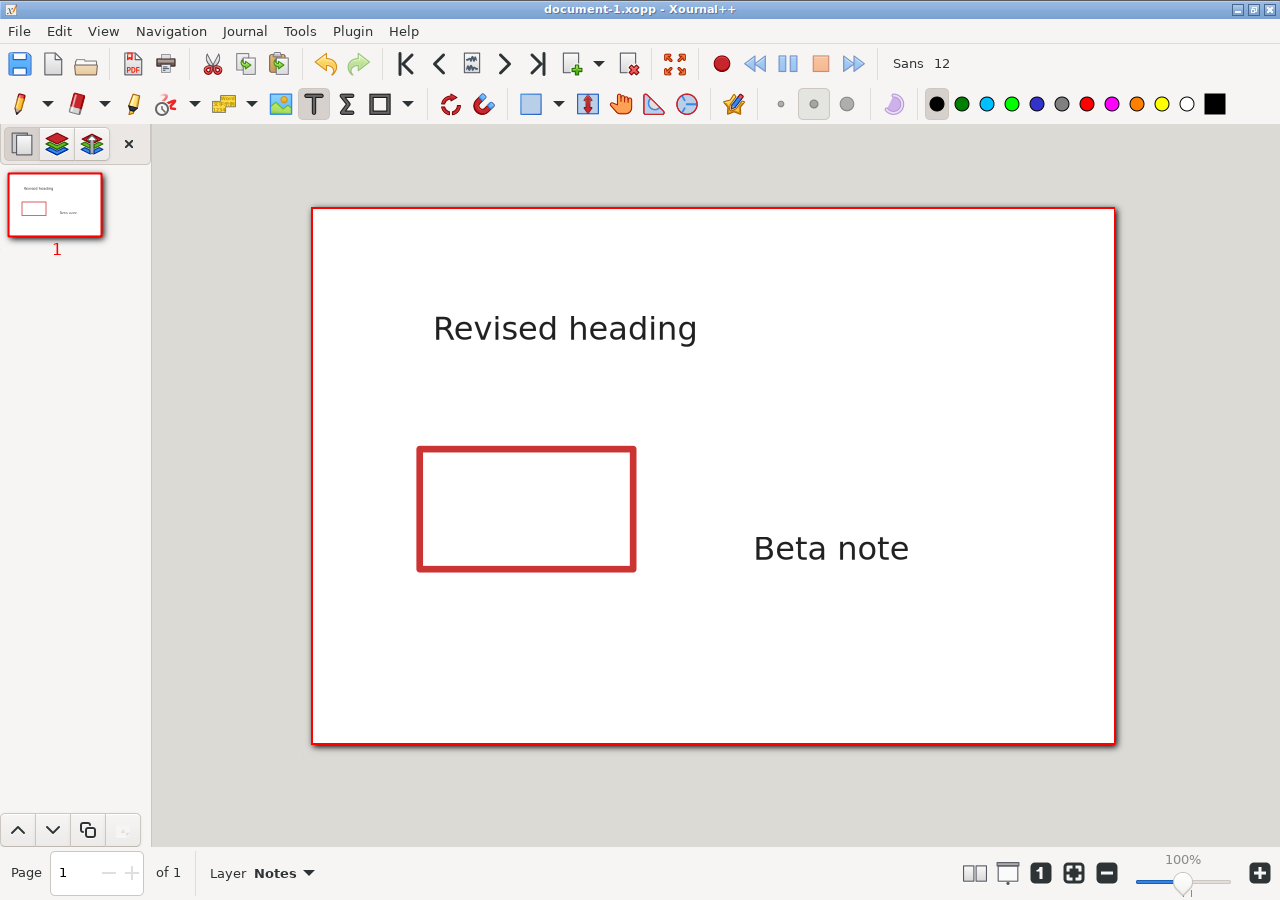 document-1.xopp - Xournal++
File Edit View Navigation Journal Tools Plugin Help
Sans 12
Revised heading
Beta note
1
Page 1 of 1 Layer Notes
100%